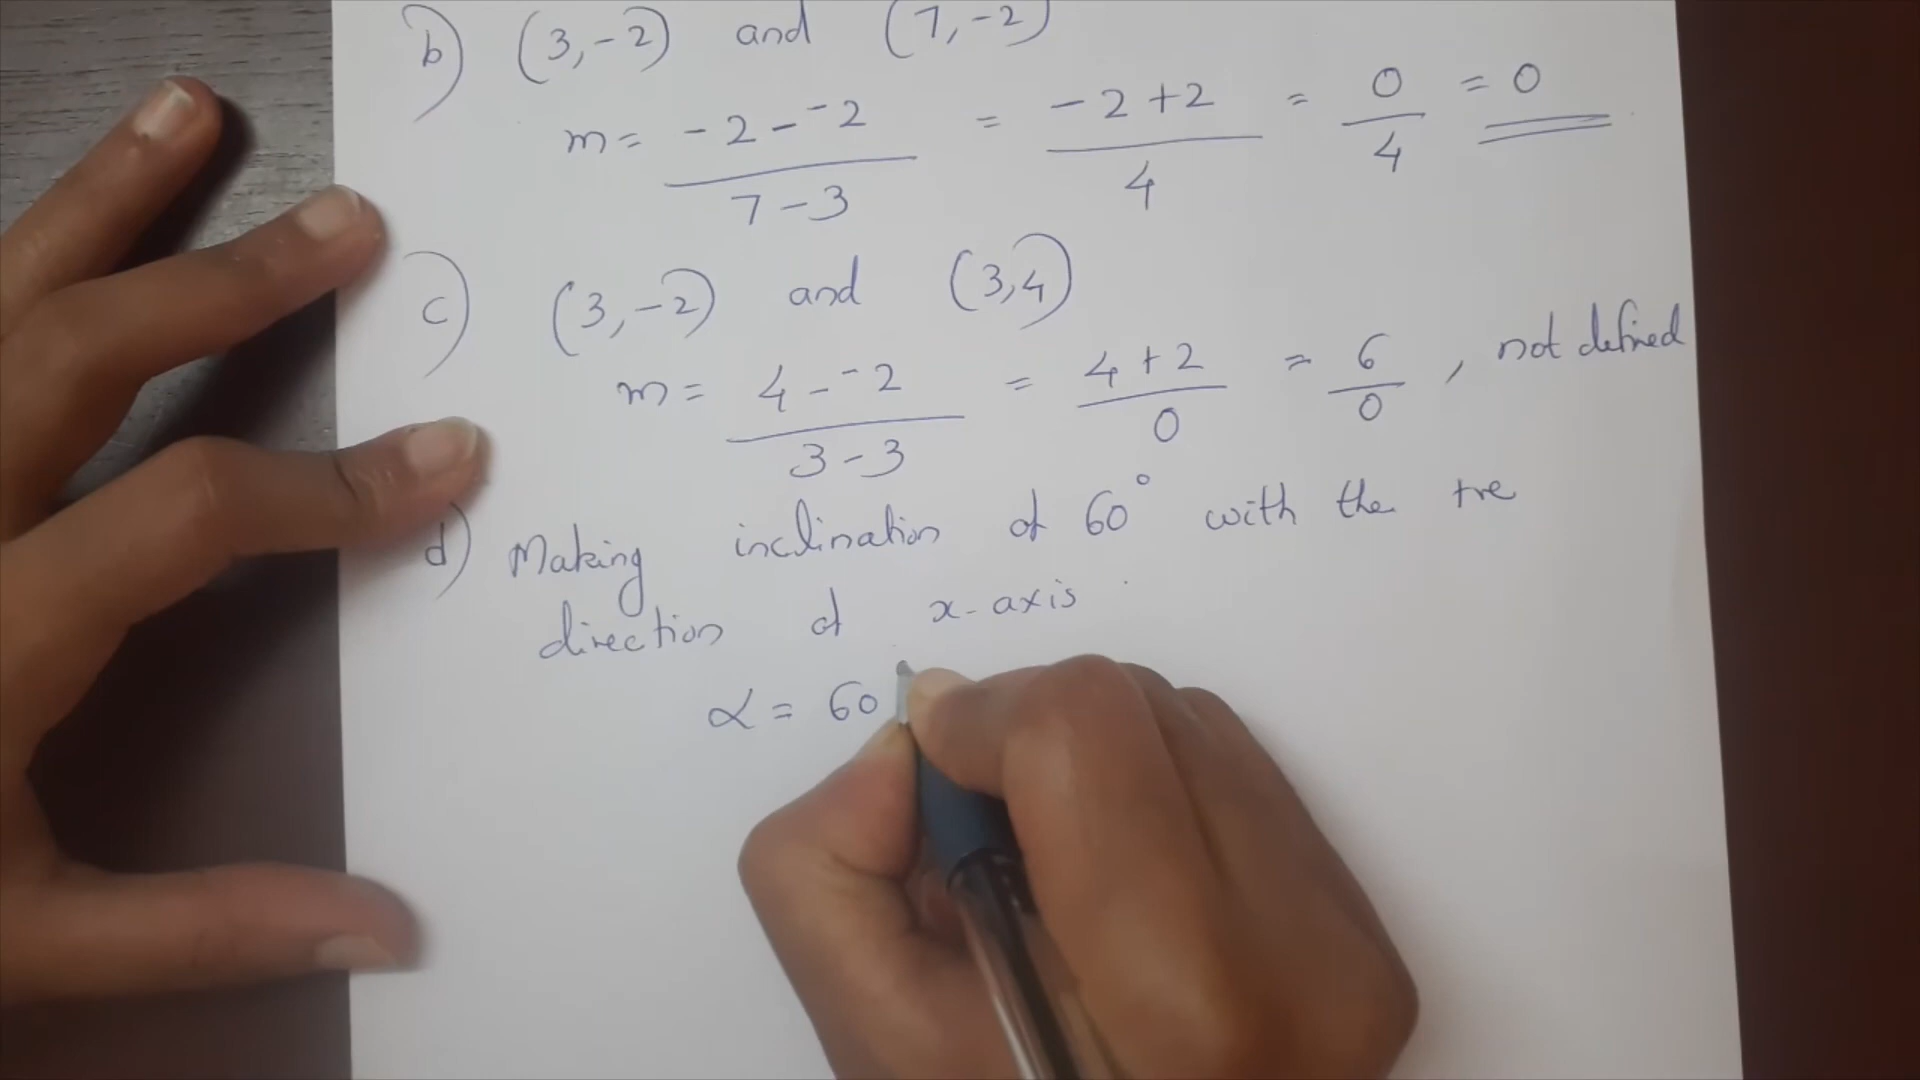 b) (3,-2) and (7,-2)
m = -2 - -2 / 7-3 = -2+2 / 4 = 0/4 = 0
c) (3,-2) and (3,4)
m = 4 - -2 / 3-3 = 4+2 / 0 = 6/0, not defined
d) Making inclination of 60° with the +ve
direction of x-axis
α = 60